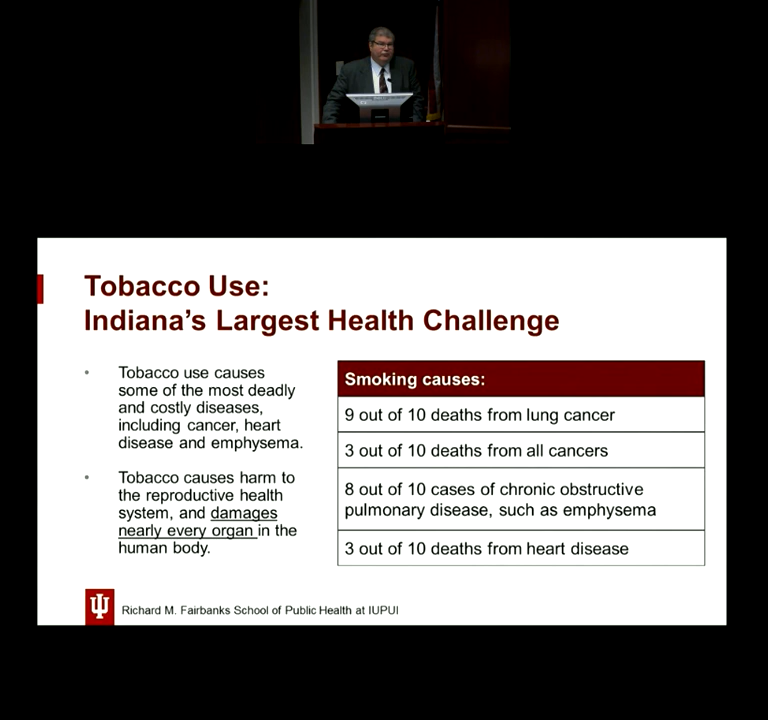 Tobacco Use:
Indiana's Largest Health Challenge
• Tobacco use causes
some of the most deadly
and costly diseases,
including cancer, heart
disease and emphysema.
• Tobacco causes harm to
the reproductive health
system, and damages
nearly every organ in the
human body.
Smoking causes:
9 out of 10 deaths from lung cancer
3 out of 10 deaths from all cancers
8 out of 10 cases of chronic obstructive
pulmonary disease, such as emphysema
3 out of 10 deaths from heart disease
Richard M. Fairbanks School of Public Health at IUPUI